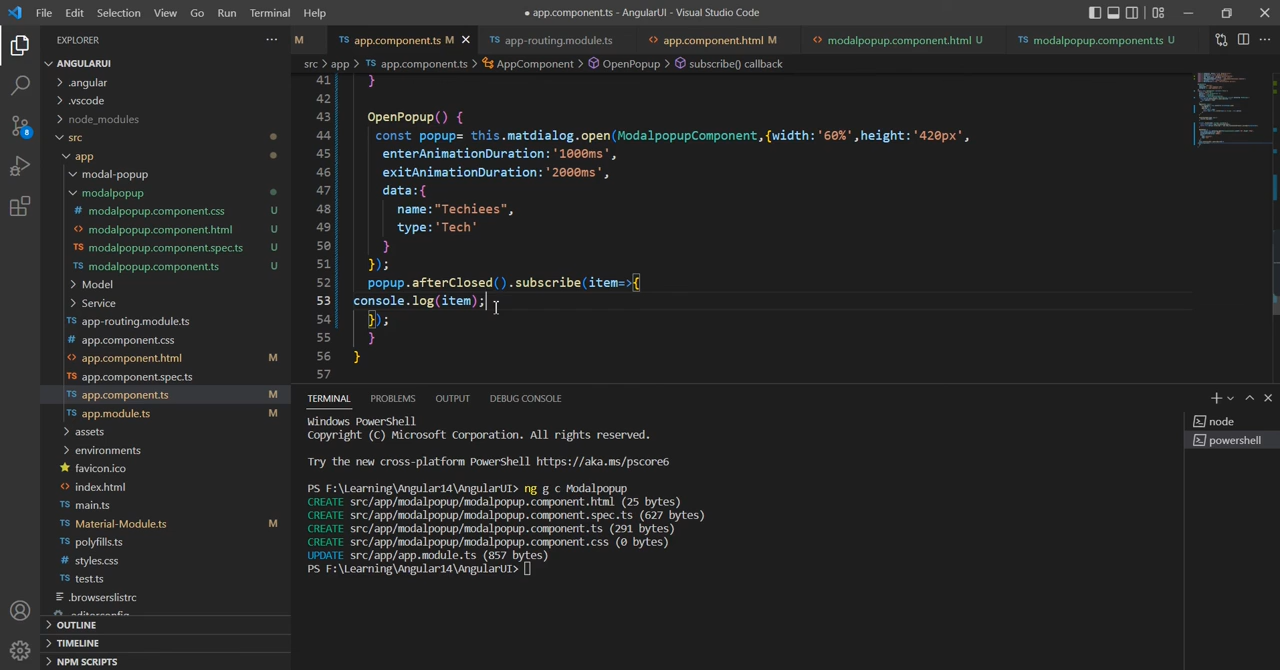 File Edit Selection View Go Run Terminal Help
● app.component.ts - AngularUI - Visual Studio Code
EXPLORER
M
TS app.component.ts M
TS app-routing.module.ts
<> app.component.html M
<> modalpopup.component.html U
TS modalpopup.component.ts U
src > app > TS app.component.ts > AppComponent > OpenPopup > subscribe() callback
ANGULARUI
.angular
.vscode
node_modules
src
app
modal-popup
modalpopup
# modalpopup.component.css U
<> modalpopup.component.html U
TS modalpopup.component.spec.ts U
TS modalpopup.component.ts U
Model
Service
TS app-routing.module.ts
# app.component.css
<> app.component.html M
TS app.component.spec.ts
TS app.component.ts M
TS app.module.ts M
assets
environments
favicon.ico
<> index.html
TS main.ts
TS Material-Module.ts M
TS polyfills.ts
# styles.css
TS test.ts
.browserslistrc
.editorconfig
OUTLINE
TIMELINE
NPM SCRIPTS
8
41 }
42
43 OpenPopup() {
44 const popup= this.matdialog.open(ModalpopupComponent,{width:'60%',height:'420px',
45 enterAnimationDuration:'1000ms',
46 exitAnimationDuration:'2000ms',
47 data:{
48 name:"Techiees",
49 type:'Tech'
50 }
51 });
52 popup.afterClosed().subscribe(item=>{
53 console.log(item);
54 });
55 }
56 }
57
TERMINAL PROBLEMS OUTPUT DEBUG CONSOLE
Windows PowerShell
Copyright (C) Microsoft Corporation. All rights reserved.
Try the new cross-platform PowerShell https://aka.ms/pscore6
PS F:\Learning\Angular14\AngularUI> ng g c Modalpopup
CREATE src/app/modalpopup/modalpopup.component.html (25 bytes)
CREATE src/app/modalpopup/modalpopup.component.spec.ts (627 bytes)
CREATE src/app/modalpopup/modalpopup.component.ts (291 bytes)
CREATE src/app/modalpopup/modalpopup.component.css (0 bytes)
UPDATE src/app/app.module.ts (857 bytes)
PS F:\Learning\Angular14\AngularUI>
node
powershell